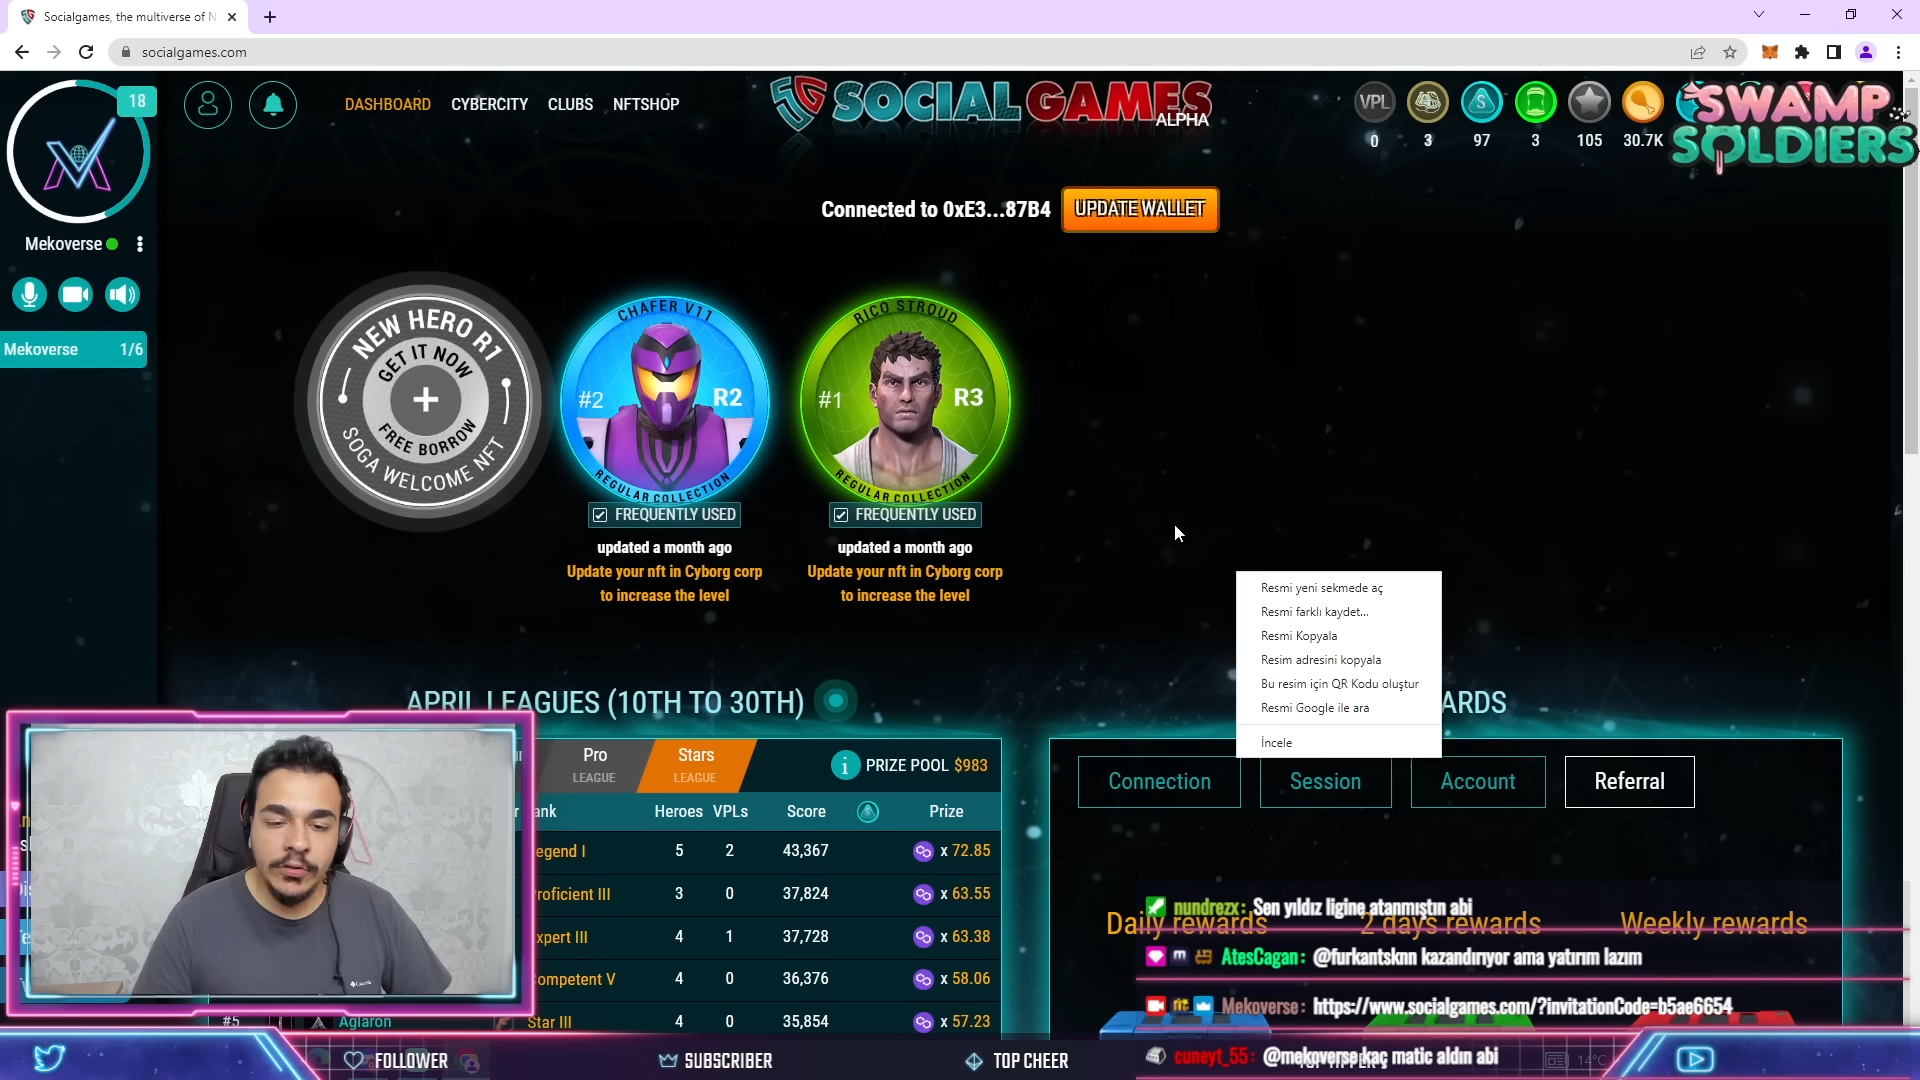 Socialgames, the multiverse of N
socialgames.com
18
DASHBOARD
CYBERCITY
CLUBS
NFTSHOP
SOCIALGAMES
ALPHA
VPL
0
3
97
3
105
30.7K
SWAMP
SOLDIERS
Connected to 0xE3...87B4
UPDATE WALLET
Mekoverse
Mekoverse 1/6
NEW HERO R1
GET IT NOW
+
FREE BORROW
SOGA WELCOME NFT
CHAFER V11
#2
R2
REGULAR COLLECTION
FREQUENTLY USED
updated a month ago
Update your nft in Cyborg corp
to increase the level
RICO STROUD
#1
R3
REGULAR COLLECTION
FREQUENTLY USED
updated a month ago
Update your nft in Cyborg corp
to increase the level
Resmi yeni sekmede aç
Resmi farklı kaydet...
Resmi Kopyala
Resim adresini kopyala
Bu resim için QR Kodu oluştur
Resmi Google ile ara
İncele
APRIL LEAGUES (10TH TO 30TH)
ARDS
Pro
LEAGUE
Stars
LEAGUE
PRIZE POOL $983
ank Heroes VPLs Score Prize
egend I 5 2 43,367 x 72.85
roficient III 3 0 37,824 x 63.55
xpert III 4 1 37,728 x 63.38
ompetent V 4 0 36,376 x 58.06
#5 Aglaron Star III 4 0 35,854 x 57.23
Connection
Session
Account
Referral
Daily rewards
2 days rewards
Weekly rewards
nundrezx: Sen yıldız ligine atanmıştın abi
AtesCagan: @furkantsknn kazandırıyor ama yatırım lazım
Mekoverse: https://www.socialgames.com/?invitationCode=b5ae6654
cuneyt_55: @mekoverse kaç matic aldın abi
FOLLOWER
SUBSCRIBER
TOP CHEER
14°C